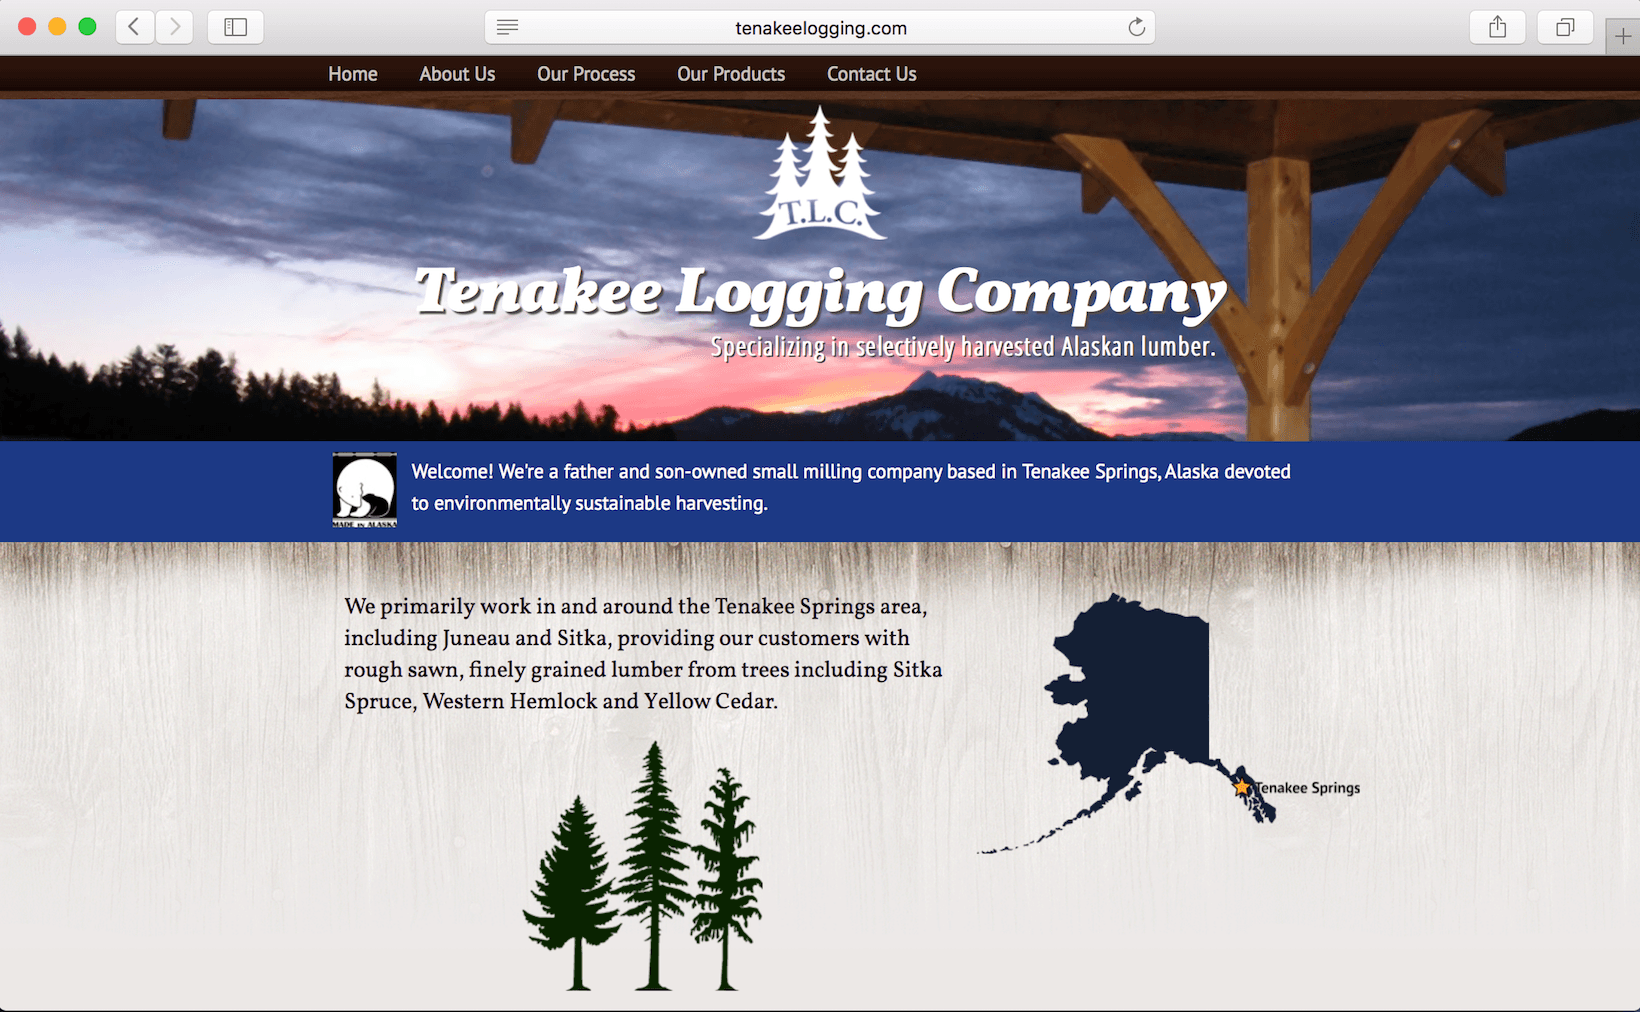 tenakeelogging.com
Home About Us Our Process Our Products Contact Us
T.L.C.
Tenakee Logging Company
Specializing in selectively harvested Alaskan lumber.
Welcome! We're a father and son-owned small milling company based in Tenakee Springs, Alaska devoted
to environmentally sustainable harvesting.
MADE IN ALASKA
We primarily work in and around the Tenakee Springs area,
including Juneau and Sitka, providing our customers with
rough sawn, finely grained lumber from trees including Sitka
Spruce, Western Hemlock and Yellow Cedar.
Tenakee Springs